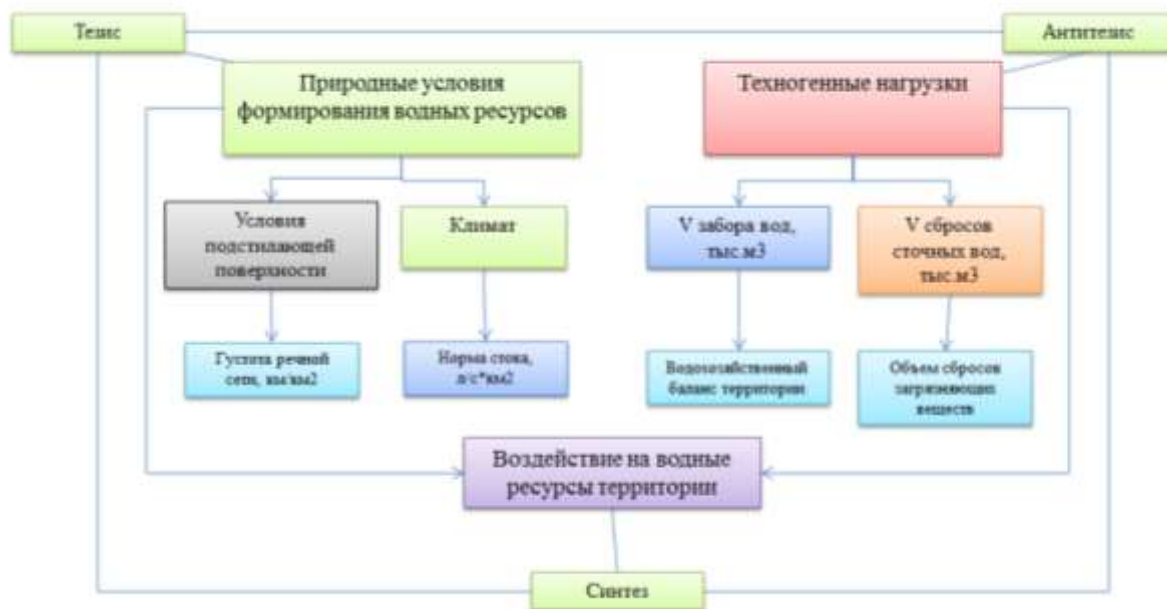 Тезис
Антитезис
Природные условия
формирования водных ресурсов
Техногенные нагрузки
Условия
подстилающей
поверхности
Климат
V забора вод,
тыс.м3
V сбросов
сточных вод,
тыс.м3
Густота речной
сети, км/км2
Норма стока,
л/с*км2
Водохозяйственный
баланс территории
Объем сбросов
загрязняющих
веществ
Воздействие на водные
ресурсы территории
Синтез